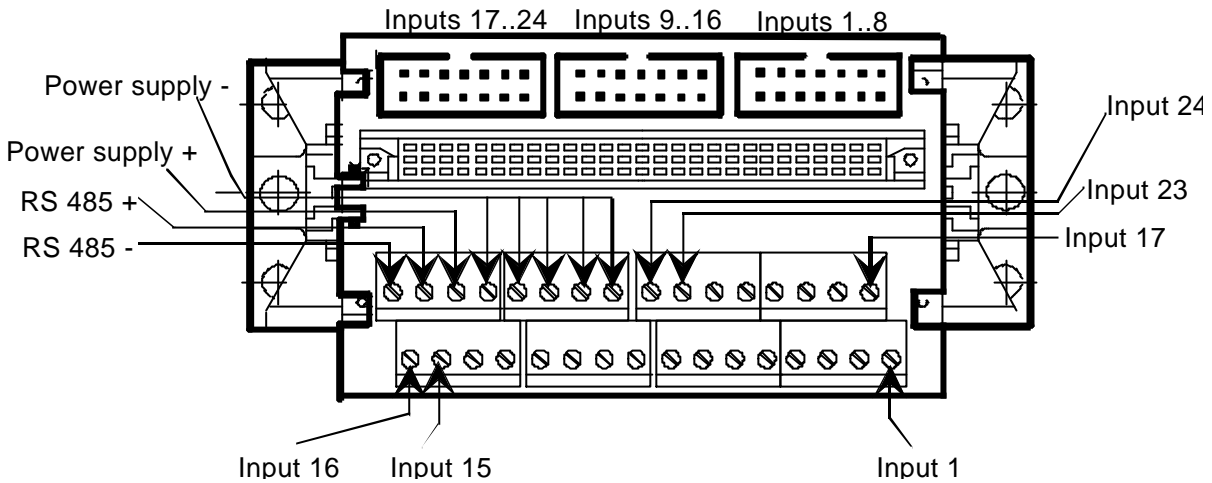 Inputs 17..24 Inputs 9..16 Inputs 1..8
Power supply -
Input 24
Power supply +
Input 23
RS 485 +
Input 17
RS 485 -
Input 16 Input 15 Input 1